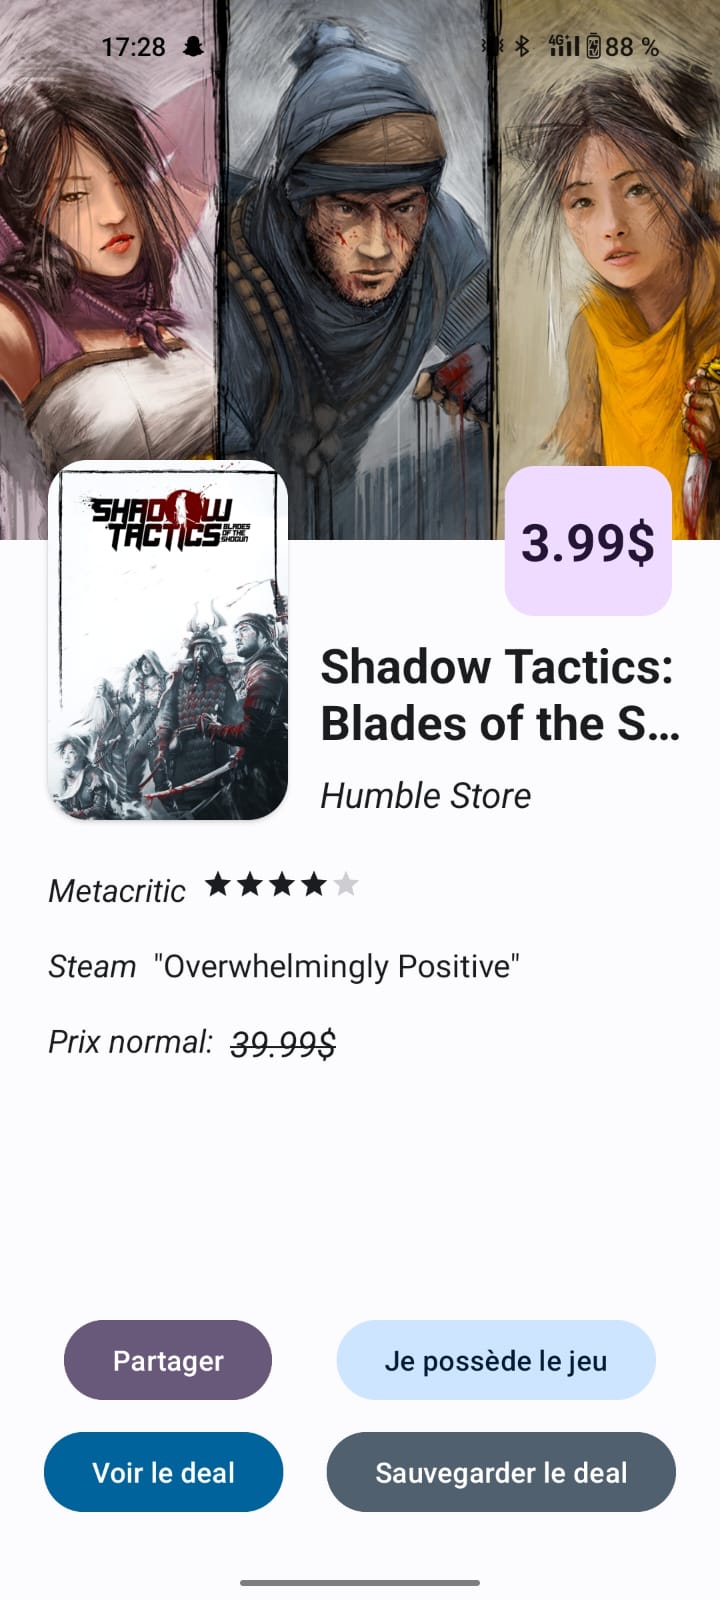 17:28
4G+
88 %
SHADOW
TACTICS
BLADES
OF THE
SHOGUN
3.99$
Shadow Tactics:
Blades of the S...
Humble Store
Metacritic
Steam "Overwhelmingly Positive"
Prix normal: 39.99$
Partager
Je possède le jeu
Voir le deal
Sauvegarder le deal